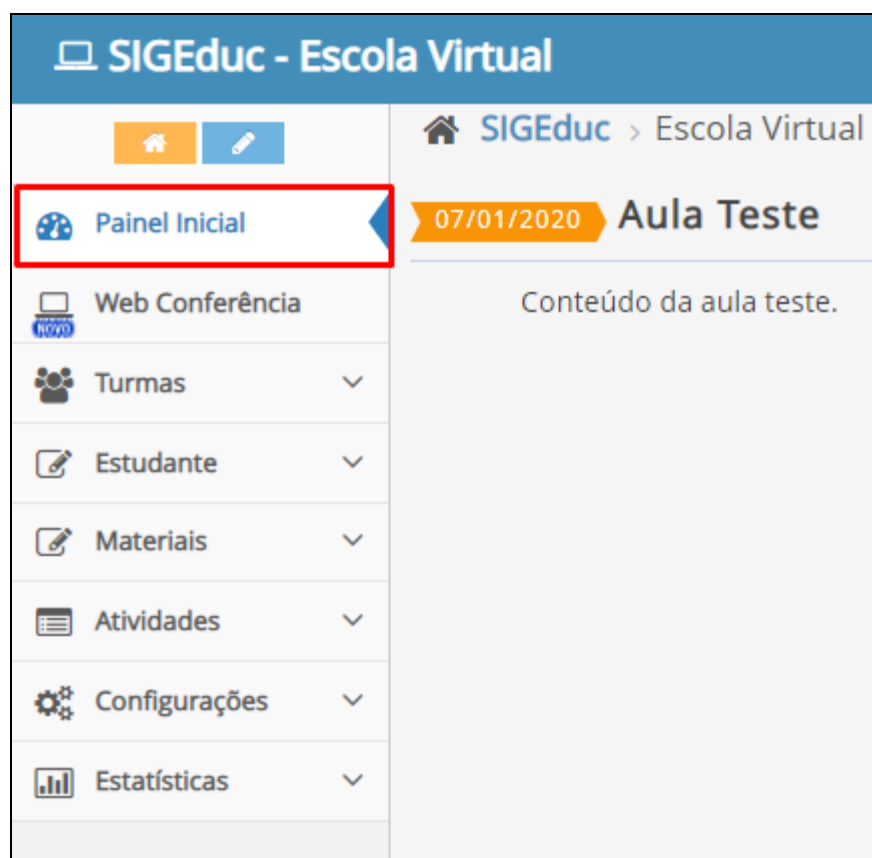 SIGEduc - Escola Virtual
SIGEduc > Escola Virtual
Painel Inicial
07/01/2020 Aula Teste
Conteúdo da aula teste.
Web Conferência
NOVO
Turmas
Estudante
Materiais
Atividades
Configurações
Estatísticas